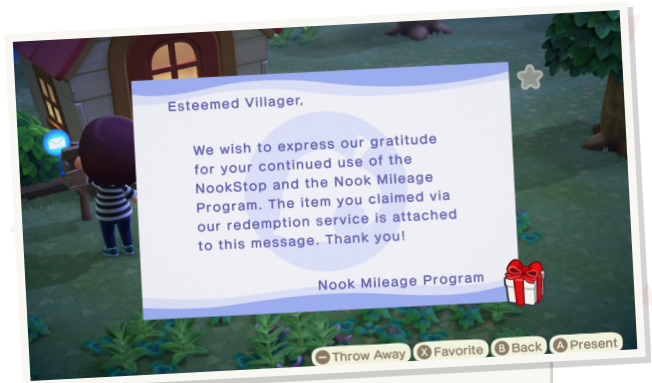 Esteemed Villager,
We wish to express our gratitude
for your continued use of the
NookStop and the Nook Mileage
Program. The item you claimed via
our redemption service is attached
to this message. Thank you!
Nook Mileage Program
Throw Away X Favorite B Back A Present